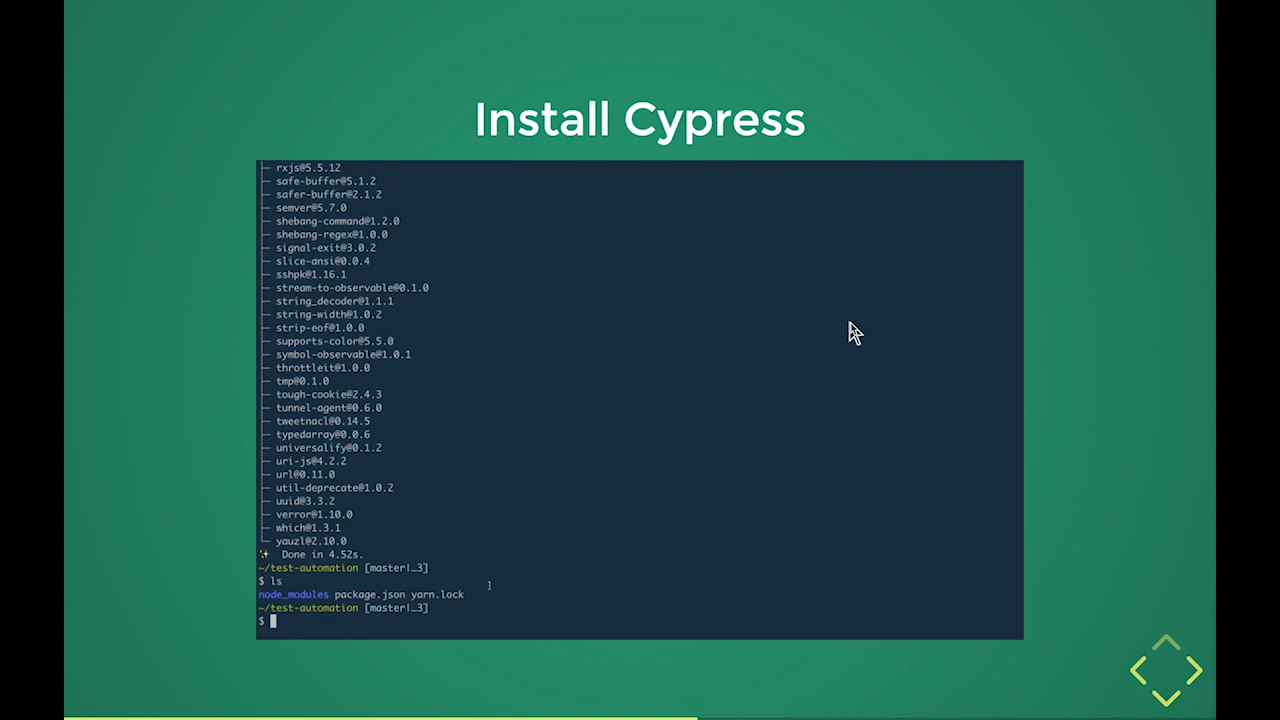 Install Cypress
├─ rxjs@5.5.12
├─ safe-buffer@5.1.2
├─ safer-buffer@2.1.2
├─ semver@5.7.0
├─ shebang-command@1.2.0
├─ shebang-regex@1.0.0
├─ signal-exit@3.0.2
├─ slice-ansi@0.0.4
├─ sshpk@1.16.1
├─ stream-to-observable@0.1.0
├─ string_decoder@1.1.1
├─ string-width@1.0.2
├─ strip-eof@1.0.0
├─ supports-color@5.5.0
├─ symbol-observable@1.0.1
├─ throttleit@1.0.0
├─ tmp@0.1.0
├─ tough-cookie@2.4.3
├─ tunnel-agent@0.6.0
├─ tweetnacl@0.14.5
├─ typedarray@0.0.6
├─ universalify@0.1.2
├─ uri-js@4.2.2
├─ url@0.11.0
├─ util-deprecate@1.0.2
├─ uuid@3.3.2
├─ verror@1.10.0
├─ which@1.3.1
└─ yauzl@2.10.0
✨ Done in 4.52s.
~/test-automation [master|…3]
$ ls
node_modules package.json yarn.lock
~/test-automation [master|…3]
$